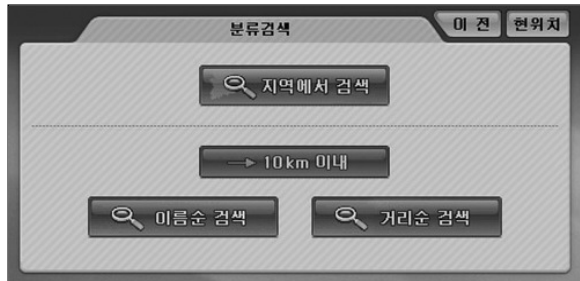 분류검색 이 전 현위치
지역에서 검색
10km 이내
이름순 검색 거리순 검색